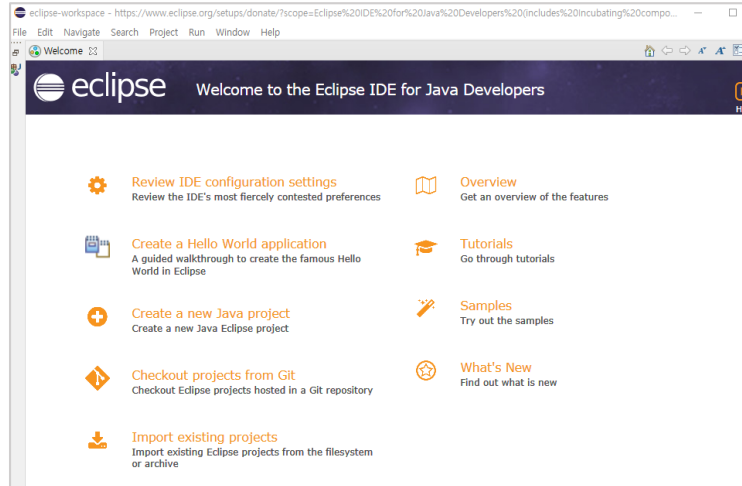 eclipse-workspace - https://www.eclipse.org/setups/donate/?scope=Eclipse%20IDE%20for%20Java%20Developers%20(includes%20Incubating%20compo...
File Edit Navigate Search Project Run Window Help
Welcome
eclipse
Welcome to the Eclipse IDE for Java Developers
Review IDE configuration settings
Review the IDE's most fiercely contested preferences
Create a Hello World application
A guided walkthrough to create the famous Hello
World in Eclipse
Create a new Java project
Create a new Java Eclipse project
Checkout projects from Git
Checkout Eclipse projects hosted in a Git repository
Import existing projects
Import existing Eclipse projects from the filesystem
or archive
Overview
Get an overview of the features
Tutorials
Go through tutorials
Samples
Try out the samples
What's New
Find out what is new